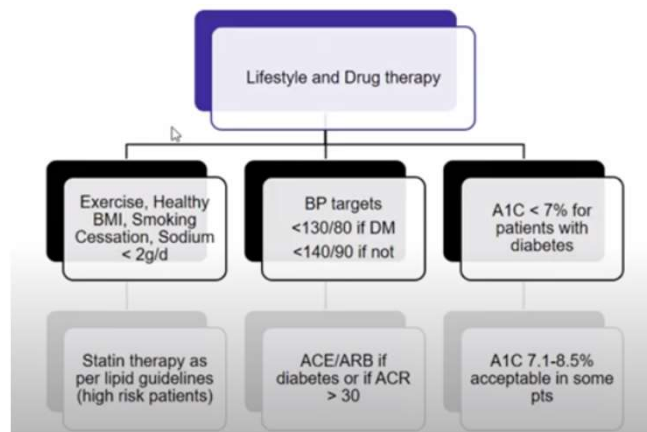 Lifestyle and Drug therapy
Exercise, Healthy
BMI, Smoking
Cessation, Sodium
< 2g/d
BP targets
<130/80 if DM
<140/90 if not
A1C < 7% for
patients with
diabetes
Statin therapy as
per lipid guidelines
(high risk patients)
ACE/ARB if
diabetes or if ACR
> 30
A1C 7.1-8.5%
acceptable in some
pts